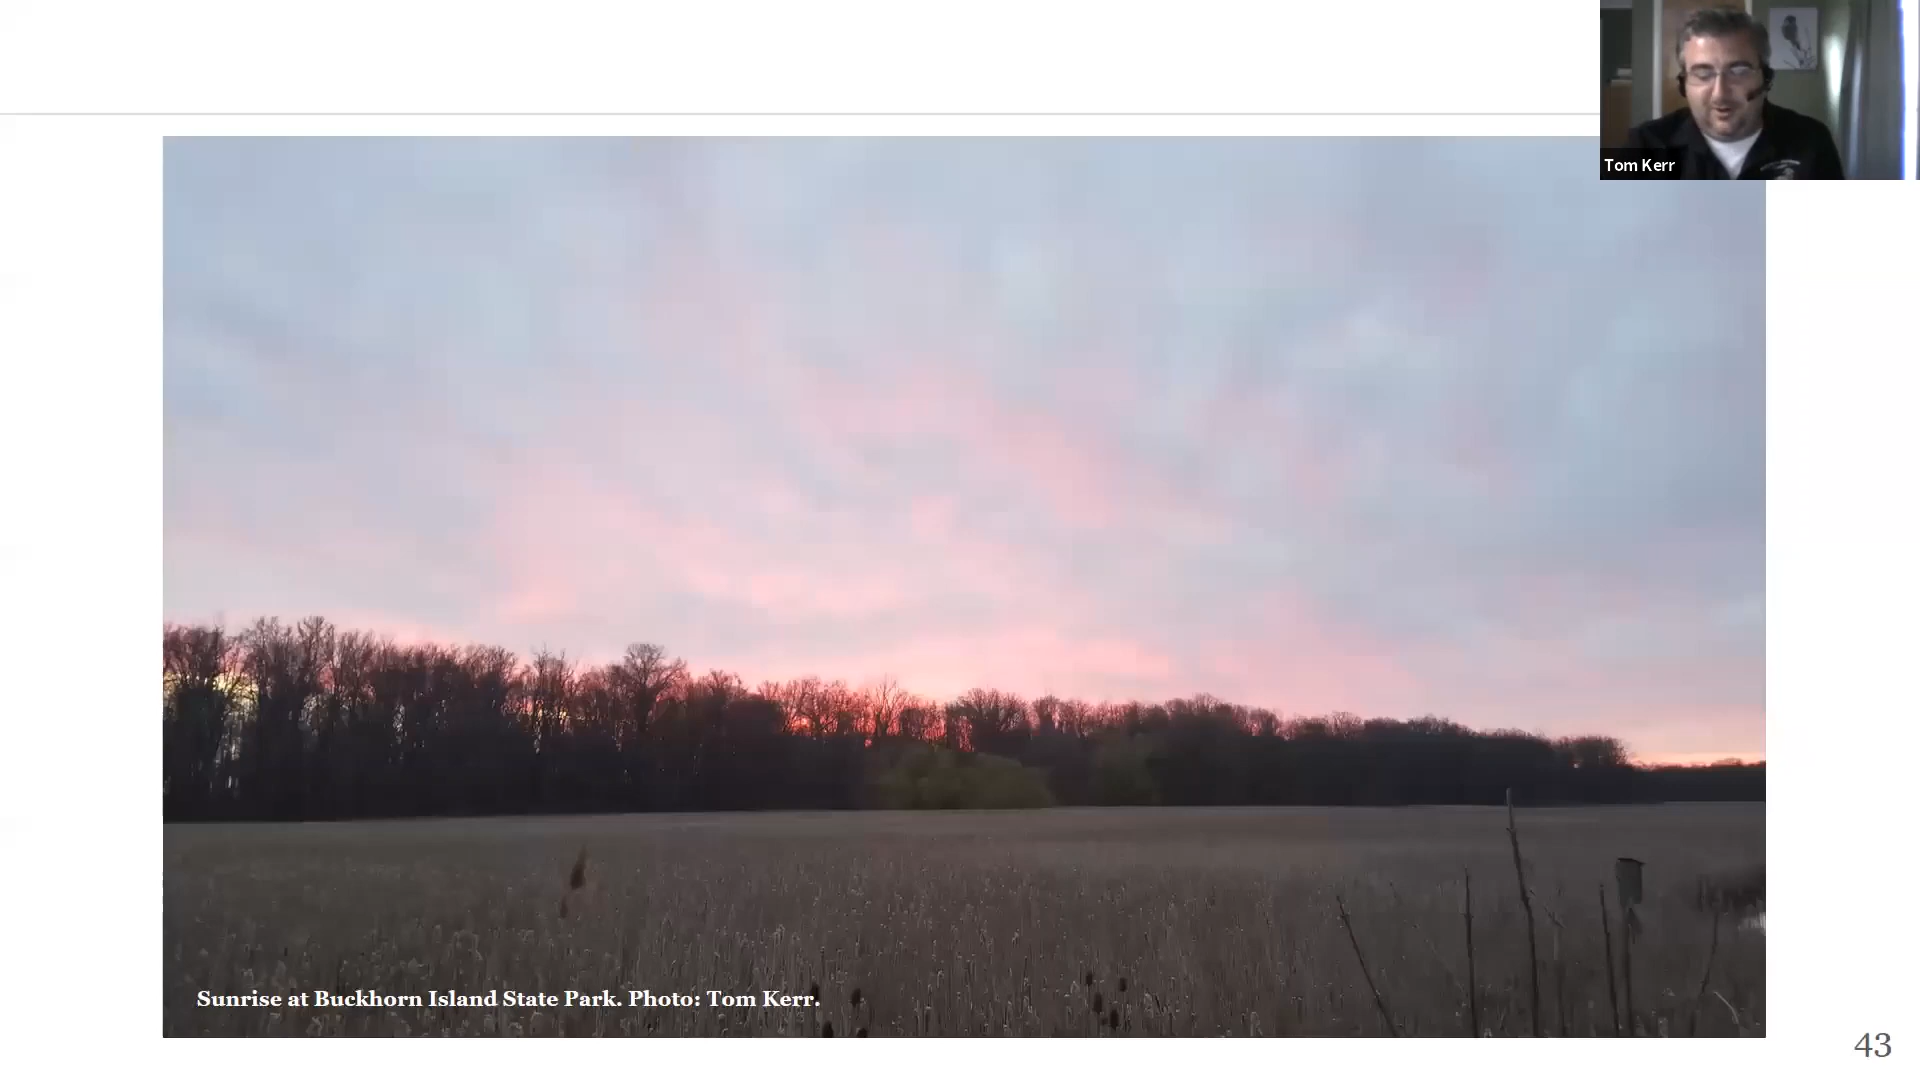 Tom Kerr
Sunrise at Buckhorn Island State Park. Photo: Tom Kerr.
43